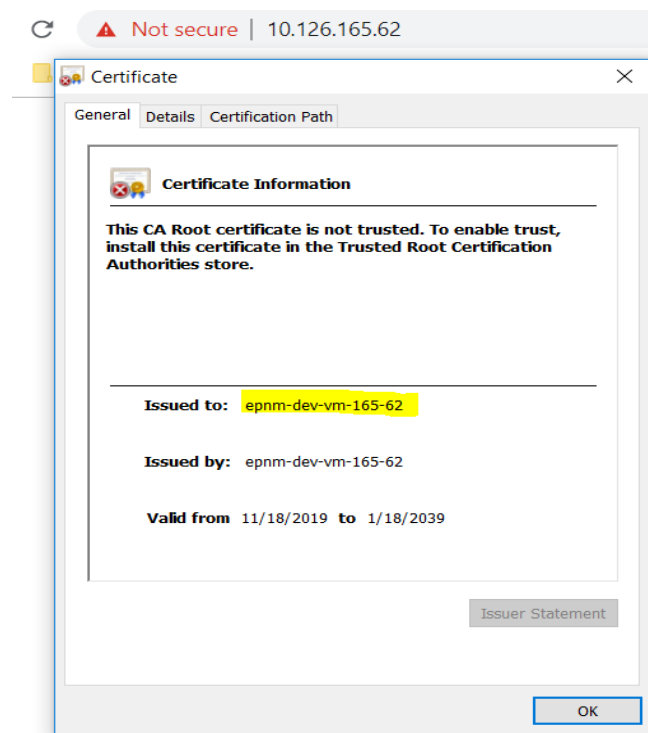 Not secure | 10.126.165.62
Certificate
General Details Certification Path
Certificate Information
This CA Root certificate is not trusted. To enable trust,
install this certificate in the Trusted Root Certification
Authorities store.
Issued to: epnm-dev-vm-165-62
Issued by: epnm-dev-vm-165-62
Valid from 11/18/2019 to 1/18/2039
Issuer Statement
OK